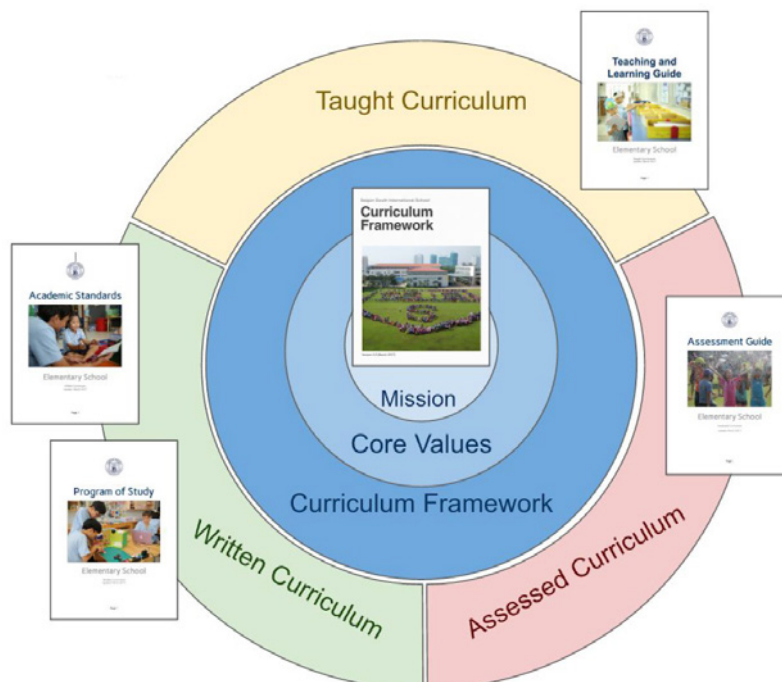 Taught Curriculum
Teaching and
Learning Guide
Elementary School
Curriculum
Framework
Academic Standards
Elementary School
Assessment Guide
Elementary School
Mission
Core Values
Curriculum Framework
Program of Study
Elementary School
Written Curriculum
Assessed Curriculum